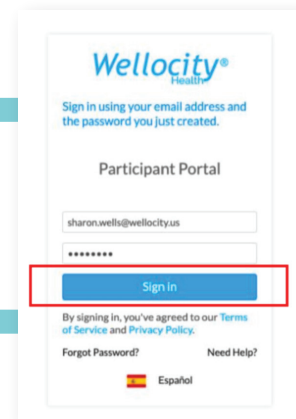 Wellocity®
Health
Sign in using your email address and
the password you just created.
Participant Portal
sharon.wells@wellocity.us
••••••••
Sign in
By signing in, you've agreed to our Terms
of Service and Privacy Policy.
Forgot Password? Need Help?
Español